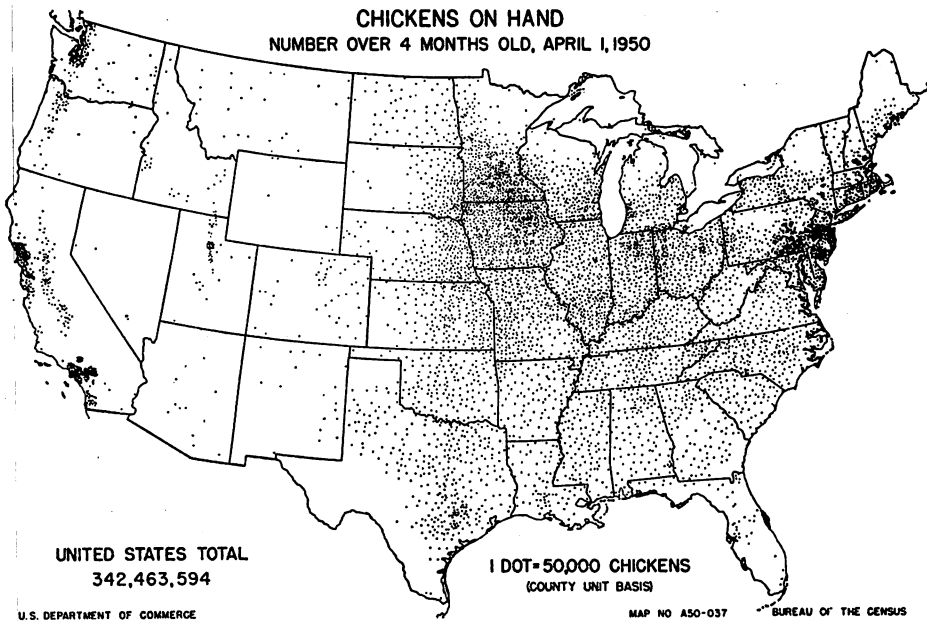 CHICKENS ON HAND
NUMBER OVER 4 MONTHS OLD, APRIL 1, 1950
UNITED STATES TOTAL
342,463,594
1 DOT=50,000 CHICKENS
(COUNTY UNIT BASIS)
U.S. DEPARTMENT OF COMMERCE
MAP NO A50-037
BUREAU OF THE CENSUS